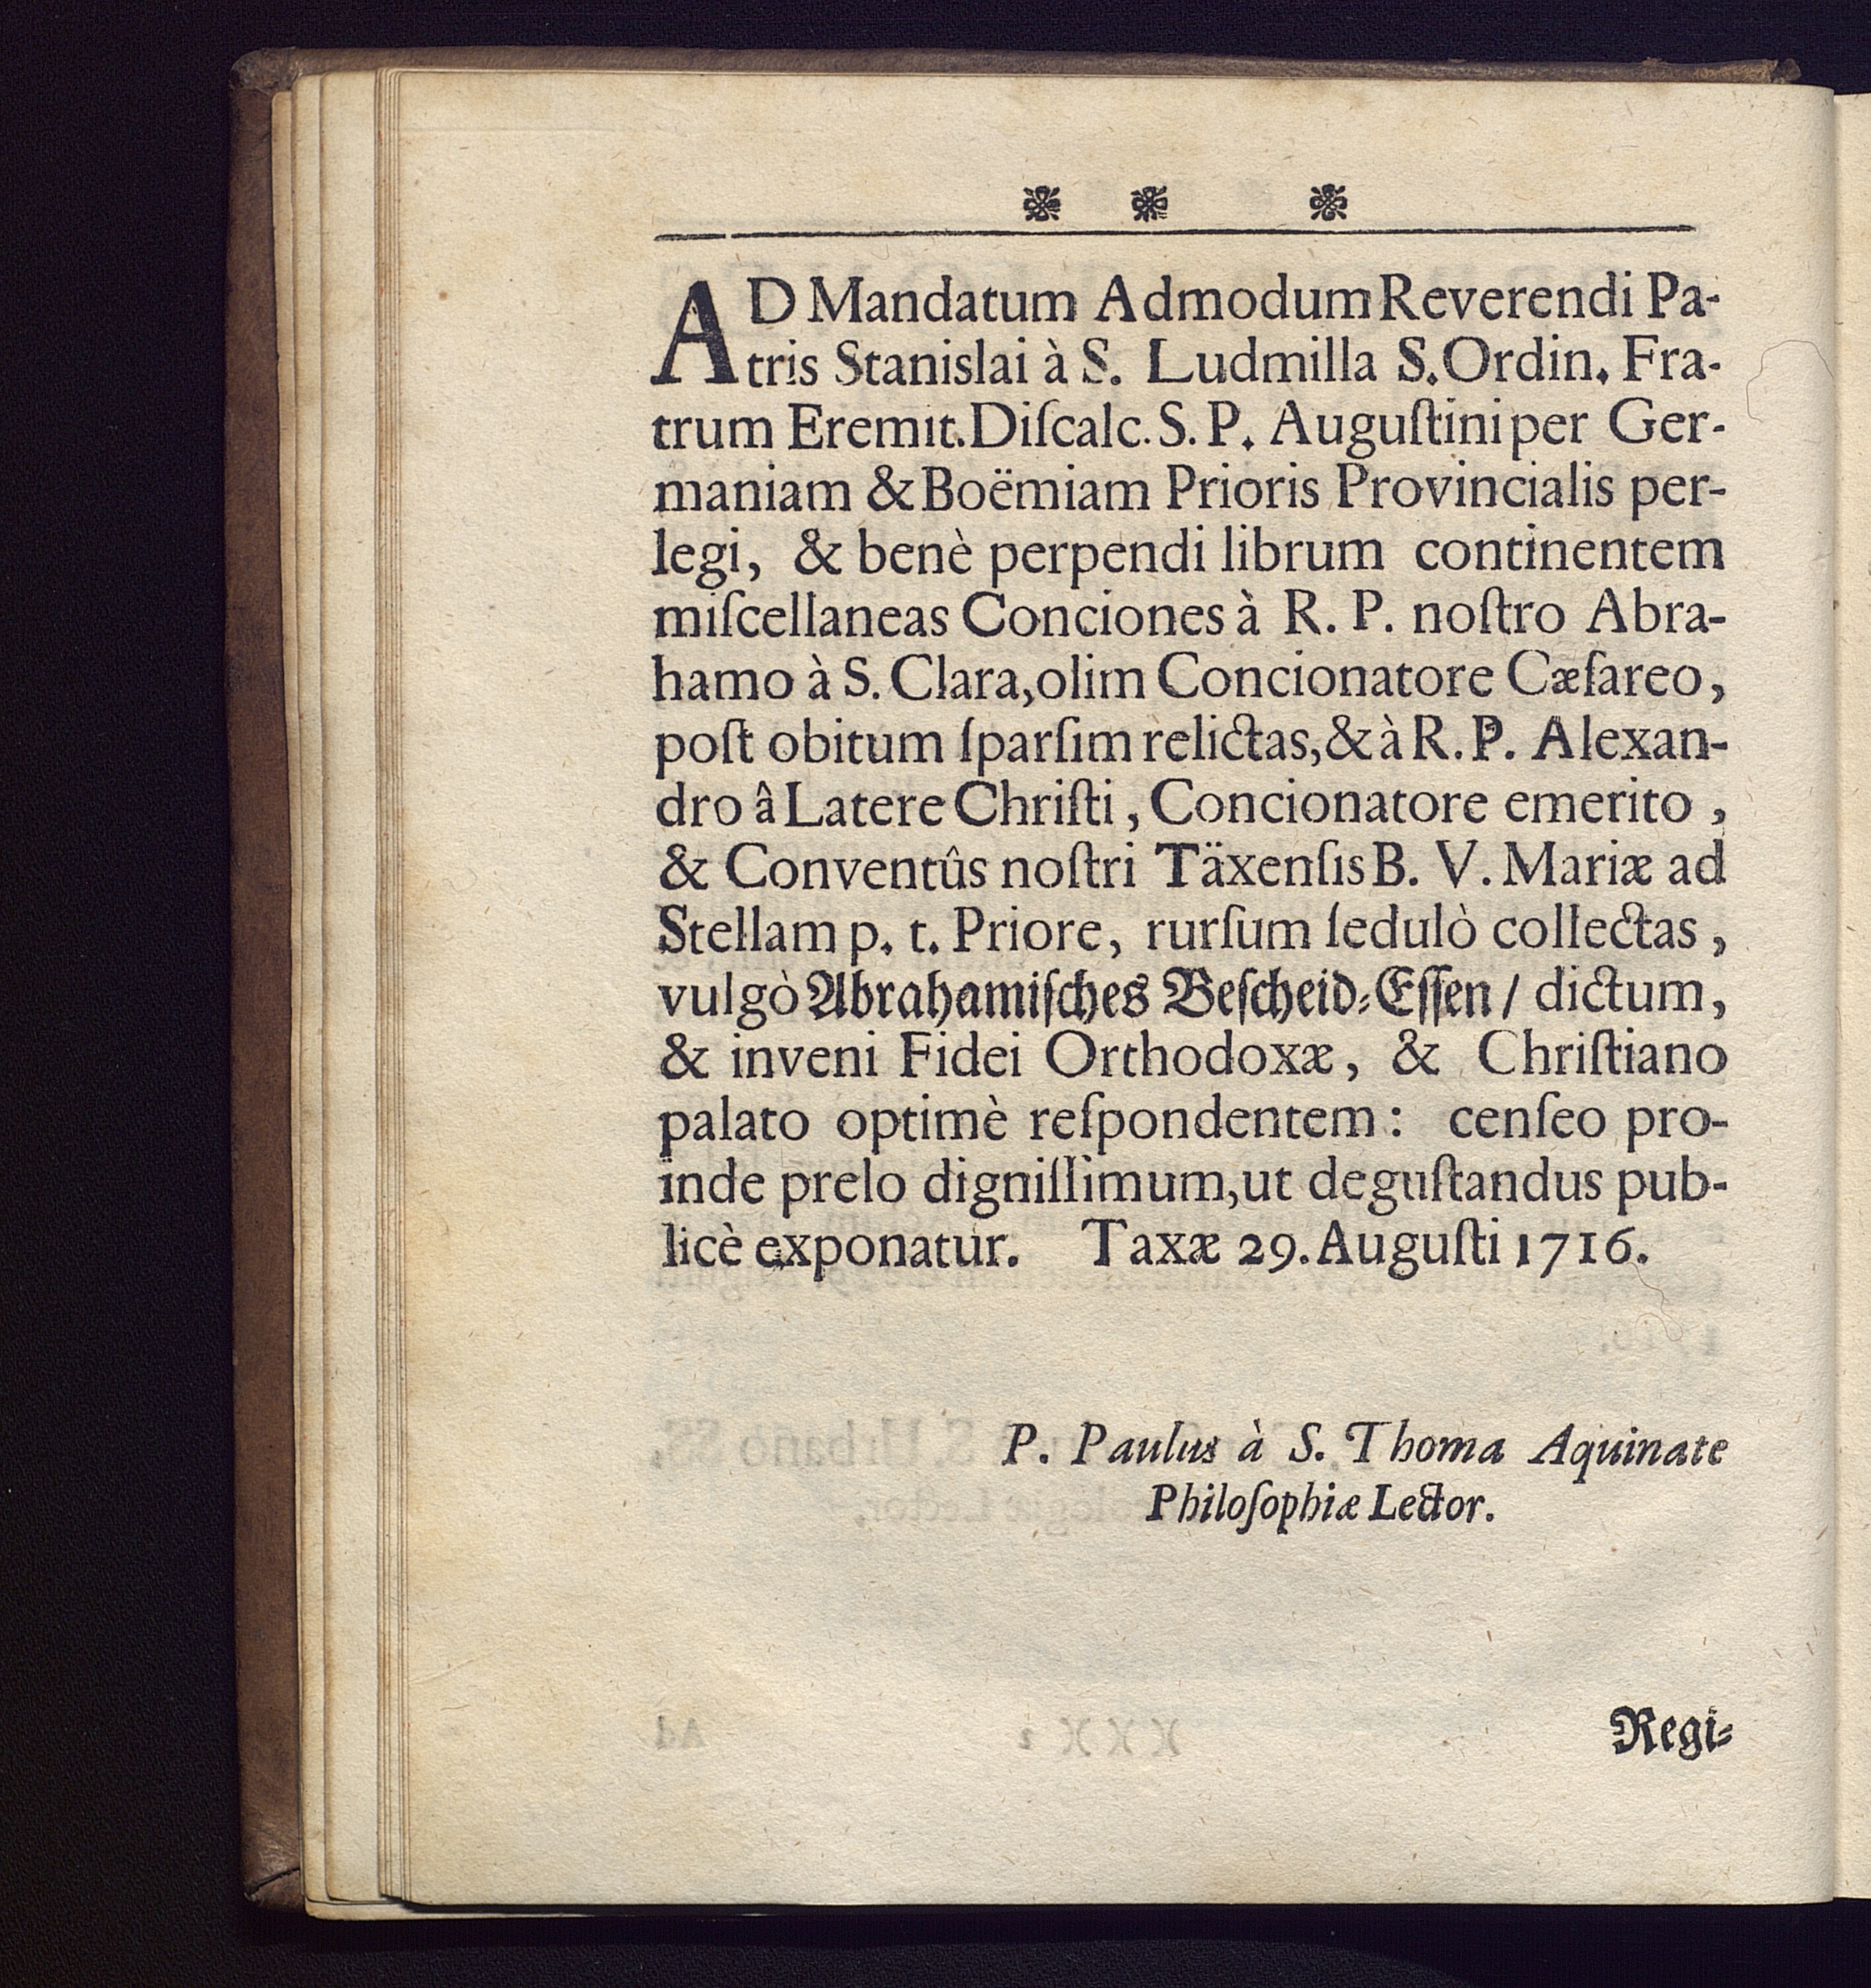 AD Mandatum Admodum Reverendi Pa-
tris Stanislai à S. Ludmilla S. Ordin. Fra-
trum Eremit. Diſcalc. S. P. Auguſtini per Ger-
maniam & Boëmiam Prioris Provincialis per-
legi, & benè perpendi librum continentem
miſcellaneas Conciones à R. P. noſtro Abra-
hamo à S. Clara, olim Concionatore Cæſareo,
poſt obitum ſparſim relictas, & à R. P. Alexan-
dro â Latere Chriſti, Concionatore emerito,
& Conventûs noſtri Täxenſis B. V. Mariæ ad
Stellam p. t. Priore, rurſum ſedulò collectas,
vulgò Abrahamiſches Beſcheid-Eſſen / dictum,
& inveni Fidei Orthodoxæ, & Chriſtiano
palato optimè reſpondentem: cenſeo pro-
inde prelo digniſſimum, ut deguſtandus pub-
licè exponatur. Taxæ 29. Auguſti 1716.
P. Paulus à S. Thoma Aquinate
Philoſophiæ Lector.
Regi-